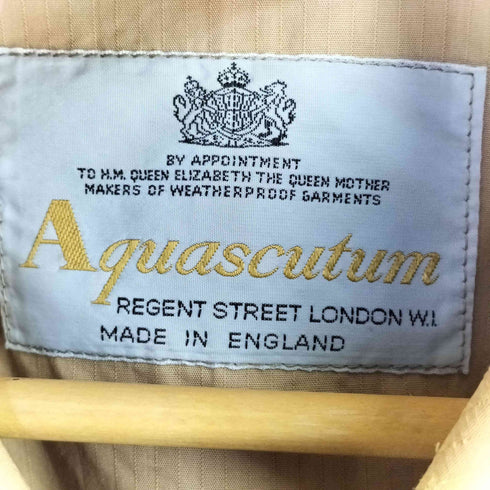 BY APPOINTMENT
TO H.M. QUEEN ELIZABETH THE QUEEN MOTHER
MAKERS OF WEATHERPROOF GARMENTS
Aquascutum
REGENT STREET LONDON W.I.
MADE IN ENGLAND